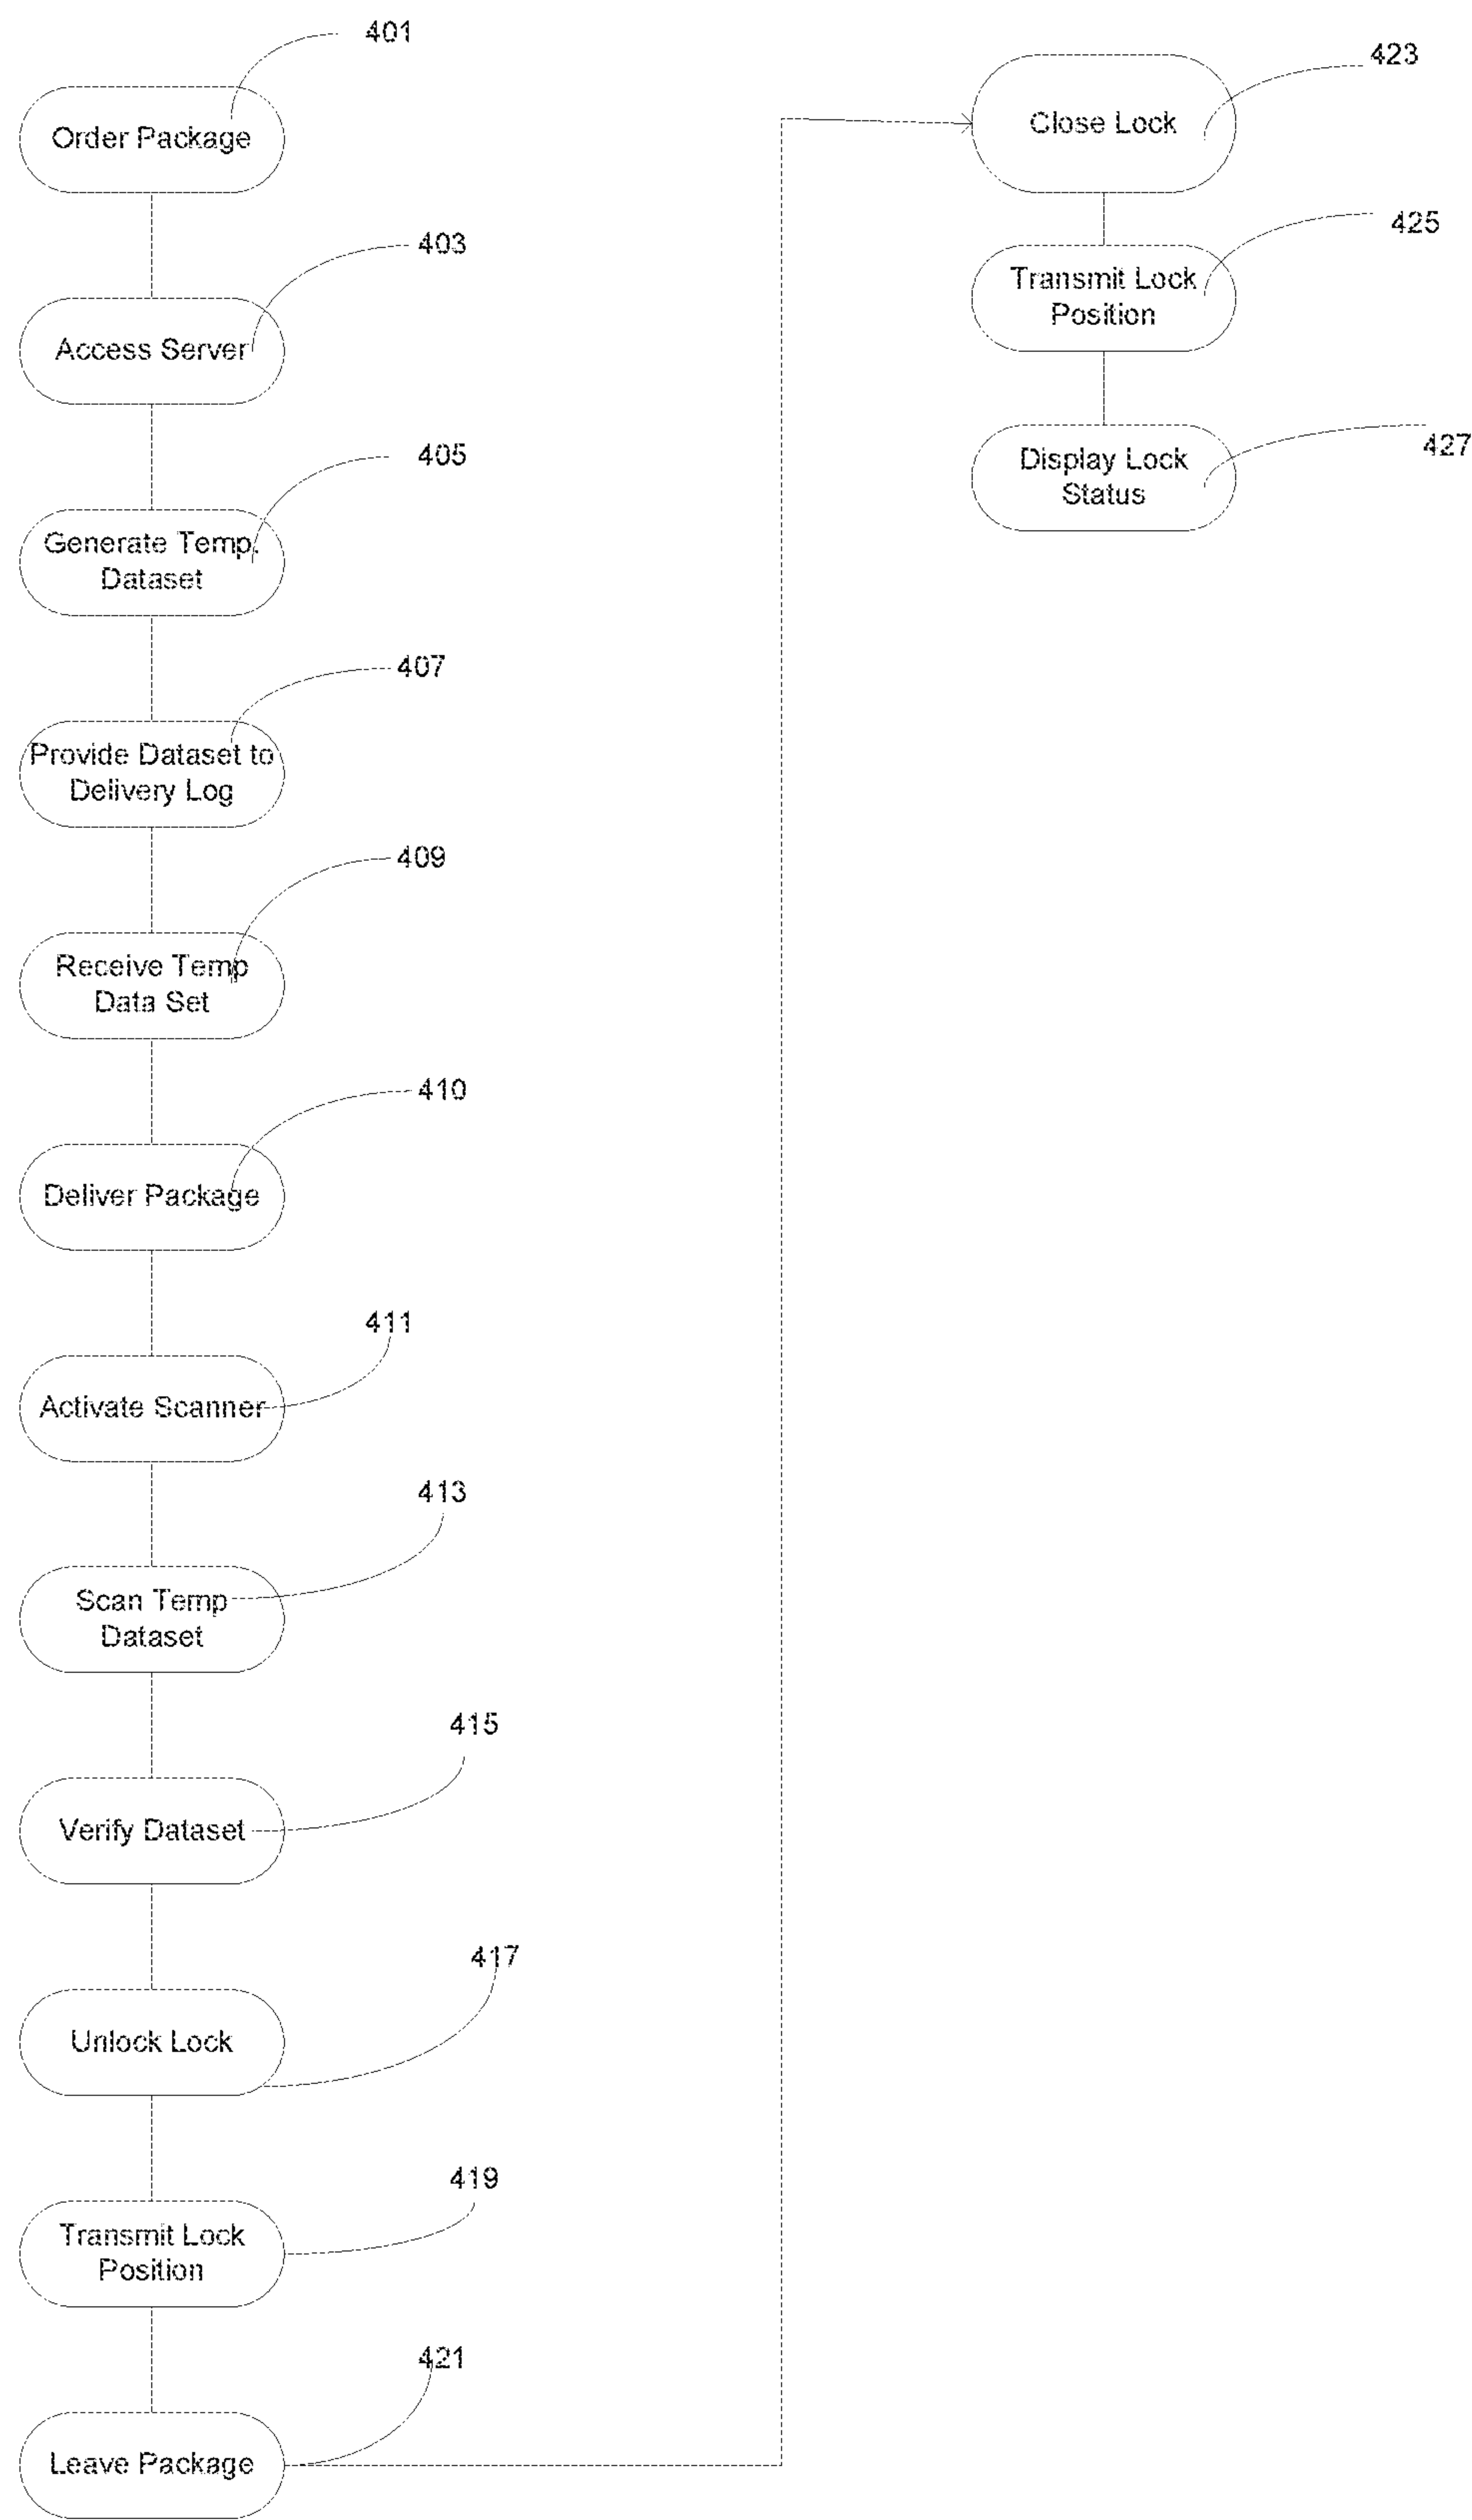 401
Order Package
403
Access Server
405
Generate Temp.
Dataset
407
Provide Dataset to
Delivery Log
409
Receive Temp
Data Set
410
Deliver Package
411
Activate Scanner
413
Scan Temp
Dataset
415
Verify Dataset
417
Unlock Lock
419
Transmit Lock
Position
421
Leave Package
423
Close Lock
425
Transmit Lock
Position
427
Display Lock
Status